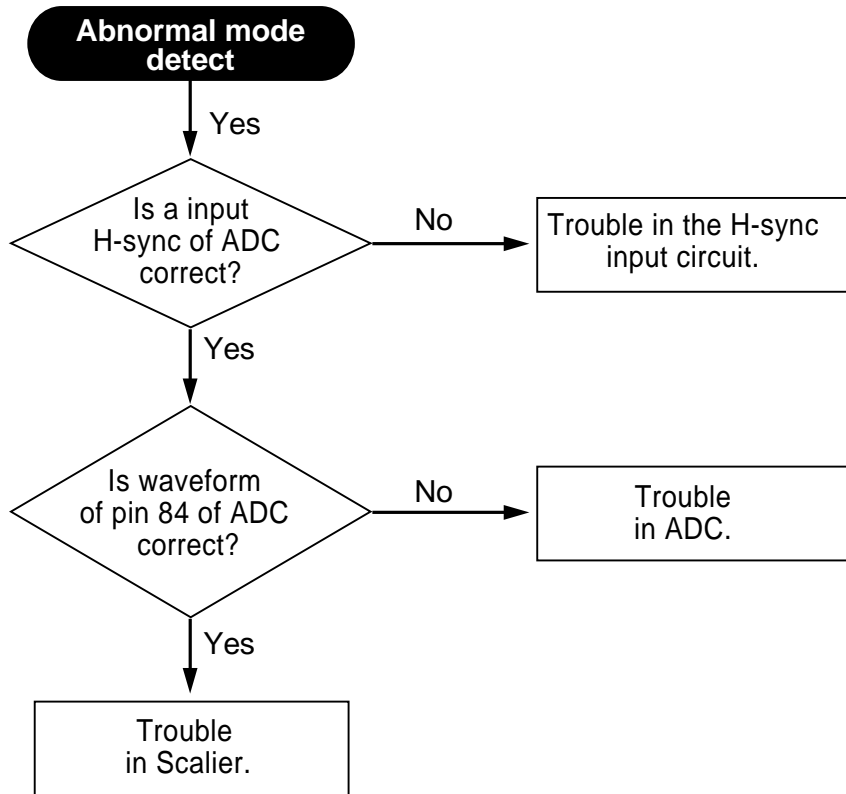 Abnormal mode
detect
Yes
Is a input
H-sync of ADC
correct?
No
Trouble in the H-sync
input circuit.
Yes
Is waveform
of pin 84 of ADC
correct?
No
Trouble
in ADC.
Yes
Trouble
in Scalier.